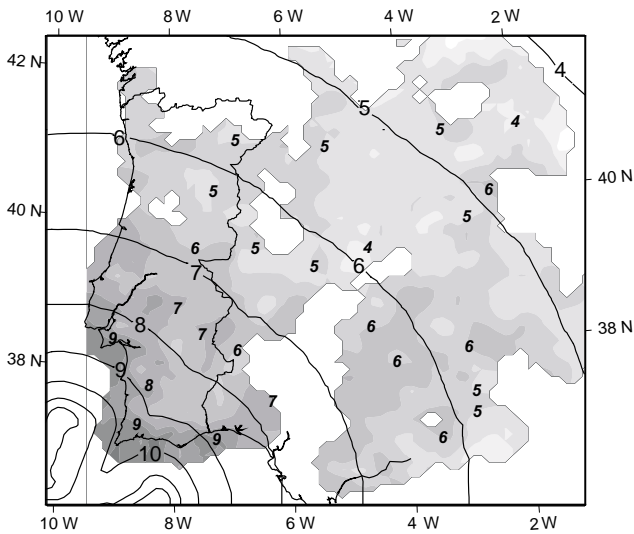 10 W 8 W 6 W 4 W 2 W
42 N
4
5
5 4
6 5 5
40 N
5 6
40 N 5
6 5 4
7 5 6
7
8 7 6 38 N
9 6 6
38 N 9 6
8 5
7 5
9 9 6
10
10 W 8 W 6 W 4 W 2 W